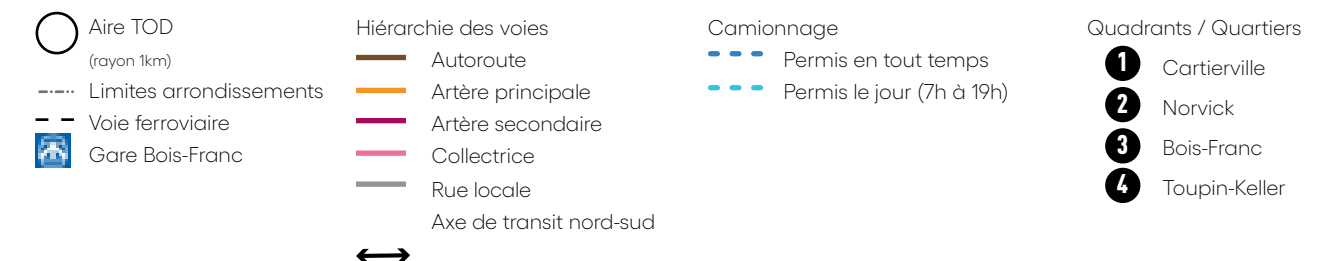 Aire TOD
(rayon 1km)
Limites arrondissements
Voie ferroviaire
Gare Bois-Franc
Hiérarchie des voies
Autoroute
Artère principale
Artère secondaire
Collectrice
Rue locale
Axe de transit nord-sud
Camionnage
Permis en tout temps
Permis le jour (7h à 19h)
Quadrants / Quartiers
1 Cartierville
2 Norvick
3 Bois-Franc
4 Toupin-Keller